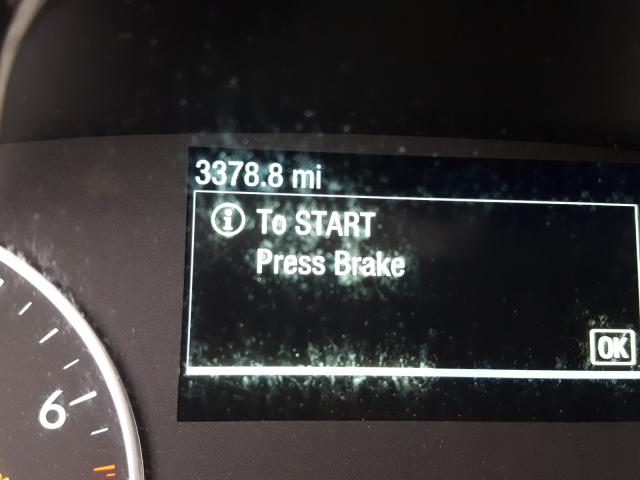 3378.8 mi
i To START
Press Brake
OK
6